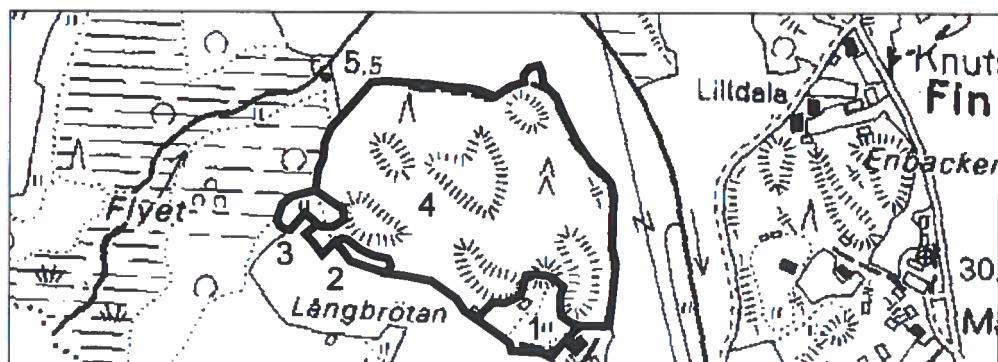 5,5
Knuts
Lilldala
Fin
Enbacken
4
Flyet
3
2
30,
Långbrötan
1
M